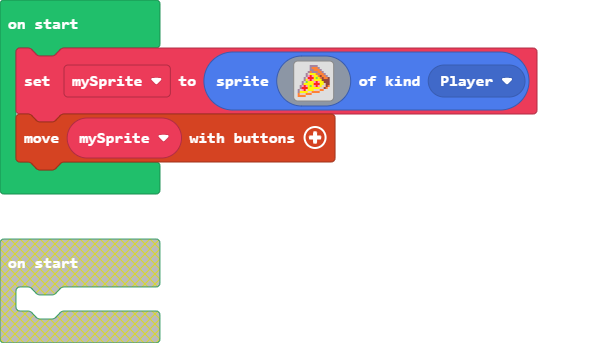 on start
set mySprite to sprite of kind Player
move mySprite with buttons
on start